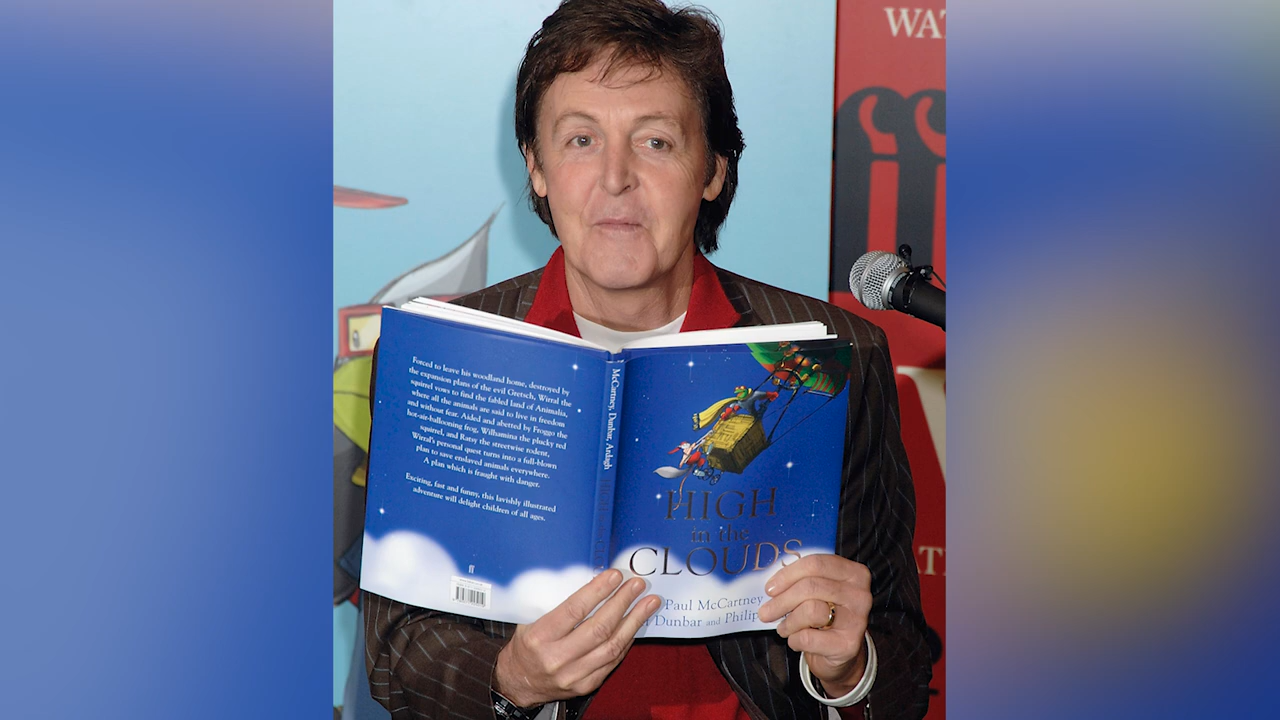 WAT
Forced to leave his woodland home, destroyed by
the expansion plans of the evil Gretsch, Wirral the
squirrel vows to find the fabled land of Animalia,
where all the animals are said to live in freedom
and without fear. Aided and abetted by Froggo the
hot-air-ballooning frog, Wilhamina the plucky red
squirrel, and Ratsy the streetwise rodent,
Wirral's personal quest turns into a full-blown
plan to save enslaved animals everywhere.
A plan which is fraught with danger.
Exciting, fast and funny, this lavishly illustrated
adventure will delight children of all ages.
ff
McCartney, Dunbar, Ardagh
HIGH
in the
CLOUDS
Paul McCartney
Dunbar and Philip